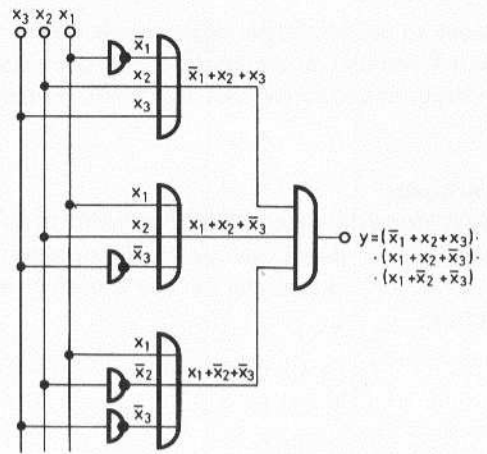 x₃ x₂ x₁
x̄₁
x₂
x̄₁+x₂+x₃
x₃
x₁
x₂
x₁+x₂+x̄₃
x̄₃
y=(x̄₁+x₂+x₃)·
·(x₁+x₂+x̄₃)·
·(x₁+x̄₂+x̄₃)
x₁
x̄₂
x₁+x̄₂+x̄₃
x̄₃